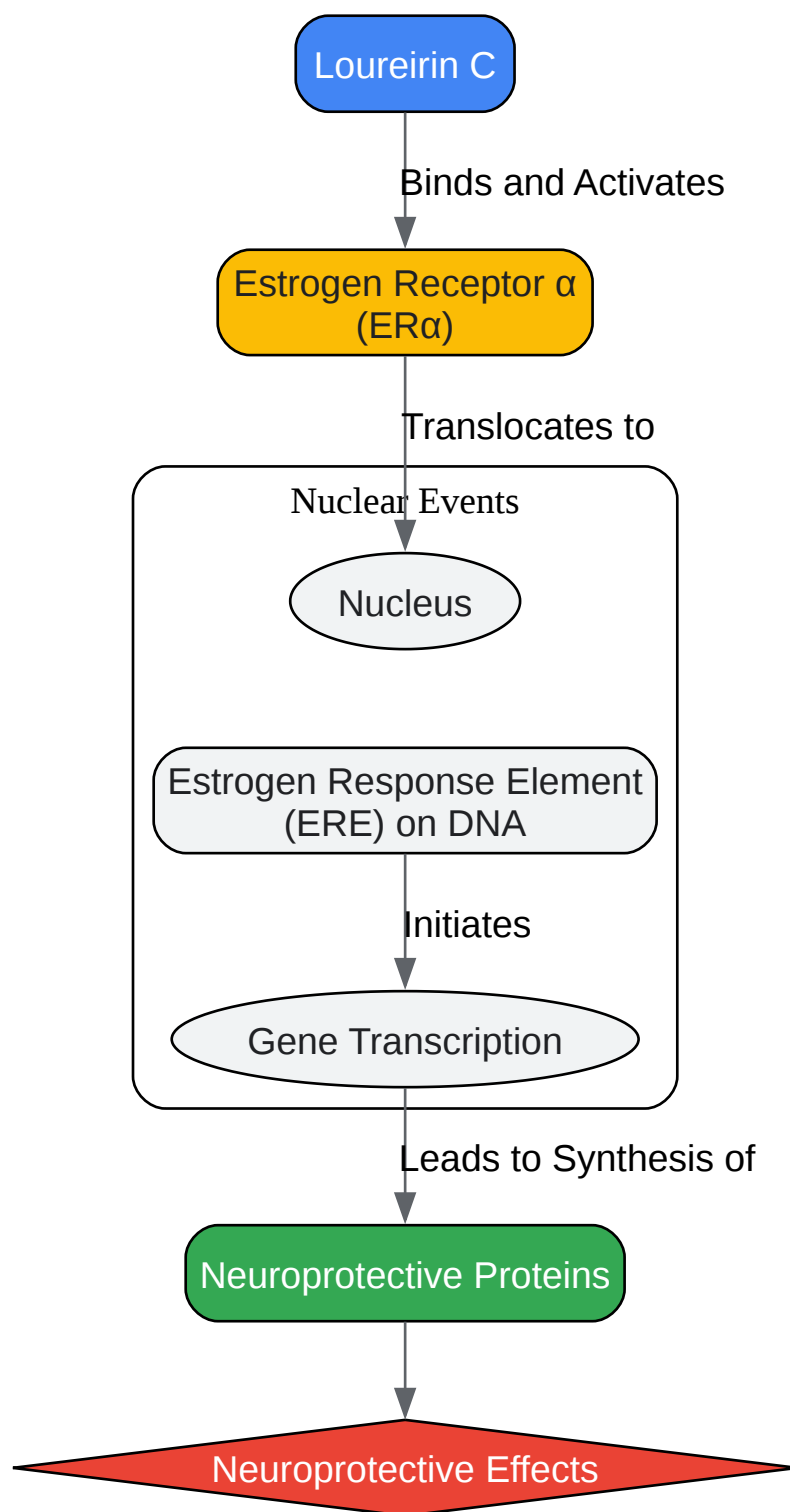 Loureirin C
Binds and Activates
Estrogen Receptor α
(ERα)
Translocates to
Nuclear Events
Nucleus
Estrogen Response Element
(ERE) on DNA
Initiates
Gene Transcription
Leads to Synthesis of
Neuroprotective Proteins
Neuroprotective Effects